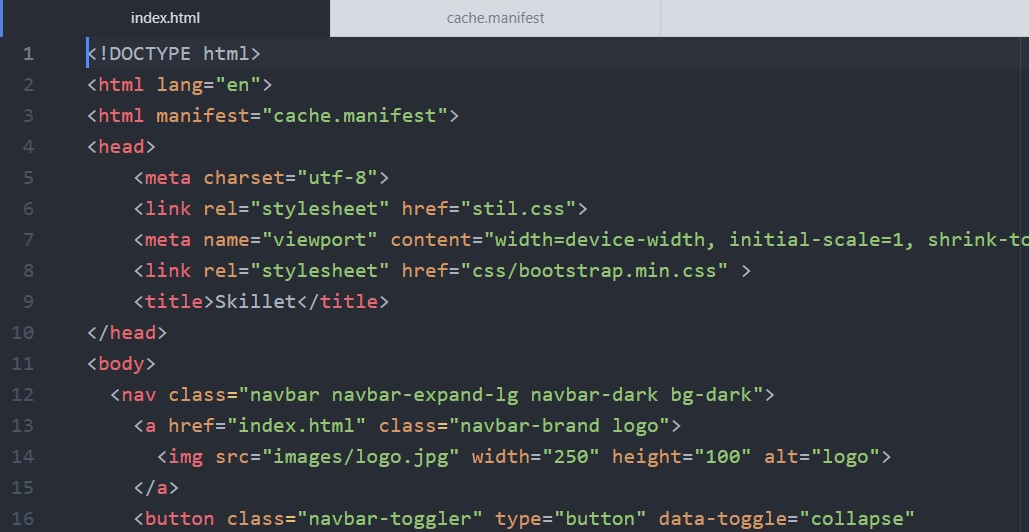 index.html
cache.manifest
1 <!DOCTYPE html>
2 <html lang="en">
3 <html manifest="cache.manifest">
4 <head>
5 <meta charset="utf-8">
6 <link rel="stylesheet" href="stil.css">
7 <meta name="viewport" content="width=device-width, initial-scale=1, shrink-to
8 <link rel="stylesheet" href="css/bootstrap.min.css" >
9 <title>Skillet</title>
10 </head>
11 <body>
12 <nav class="navbar navbar-expand-lg navbar-dark bg-dark">
13 <a href="index.html" class="navbar-brand logo">
14 <img src="images/logo.jpg" width="250" height="100" alt="logo">
15 </a>
16 <button class="navbar-toggler" type="button" data-toggle="collapse"